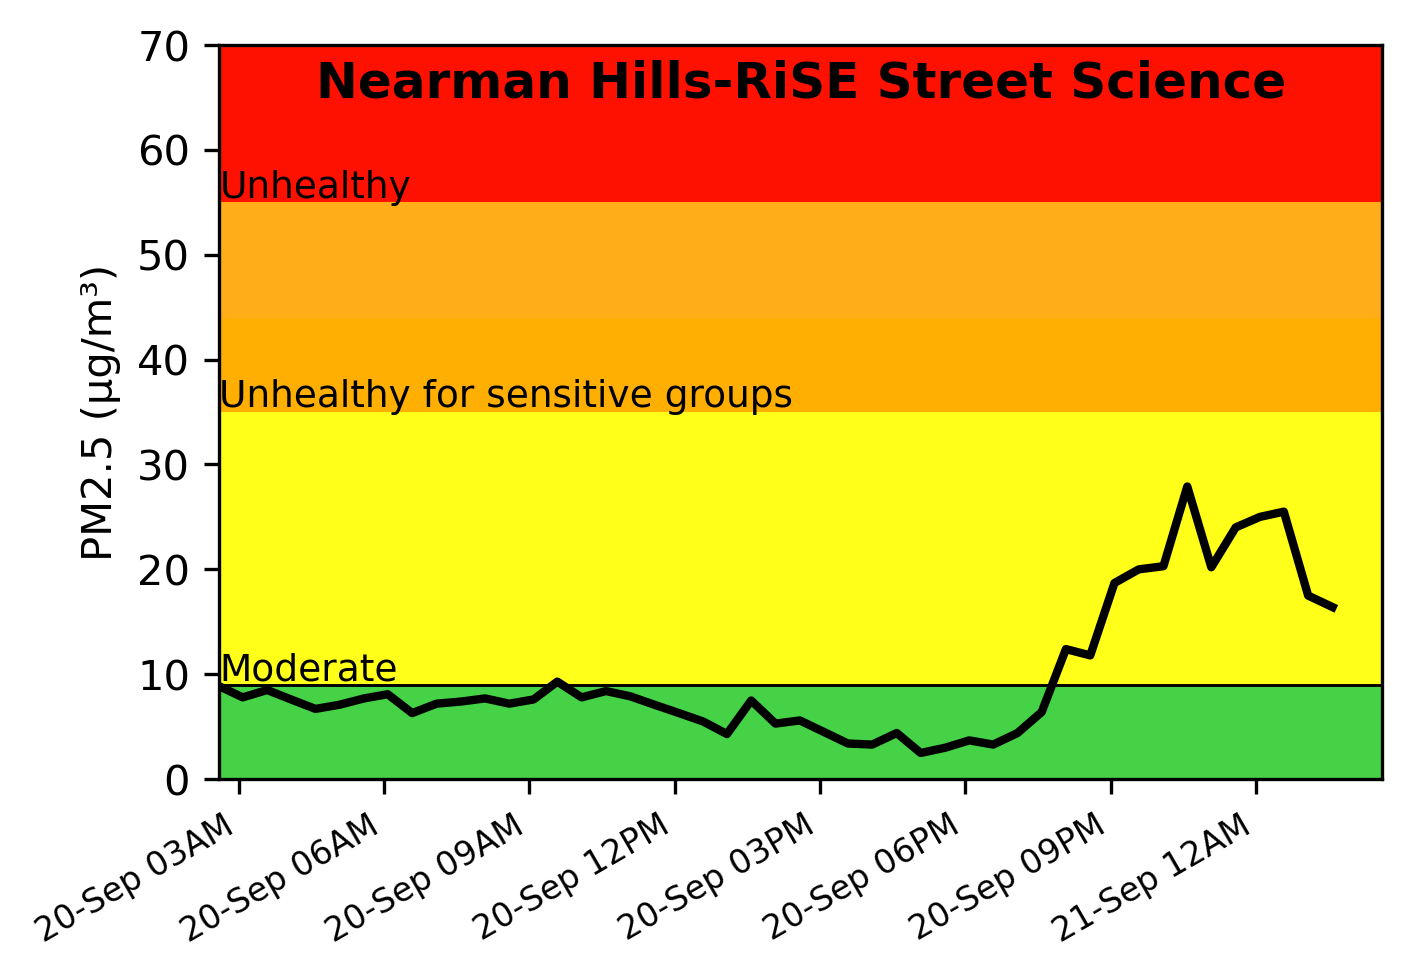 Nearman Hills-RiSE Street Science
70
60
Unhealthy
50
40
Unhealthy for sensitive groups
30
20
10
Moderate
0
PM2.5 (µg/m³)
20-Sep 03AM
20-Sep 06AM
20-Sep 09AM
20-Sep 12PM
20-Sep 03PM
20-Sep 06PM
20-Sep 09PM
21-Sep 12AM